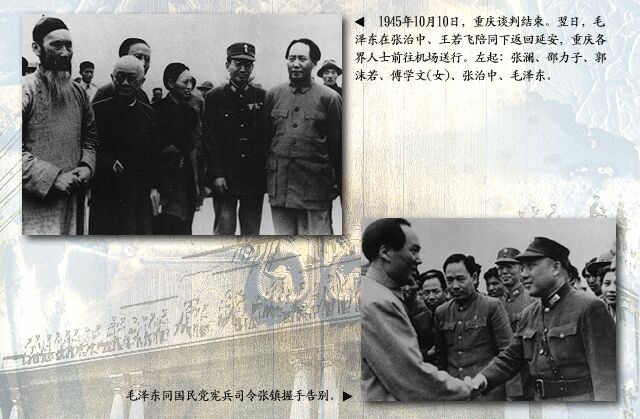 ◀ 1945年10月10日，重庆谈判结束。翌日，毛
泽东在张治中、王若飞陪同下返回延安，重庆各
界人士前往机场送行。左起：张澜、邵力子、郭
沫若、傅学文(女)、张治中、毛泽东。
毛泽东同国民党宪兵司令张镇握手告别。▶